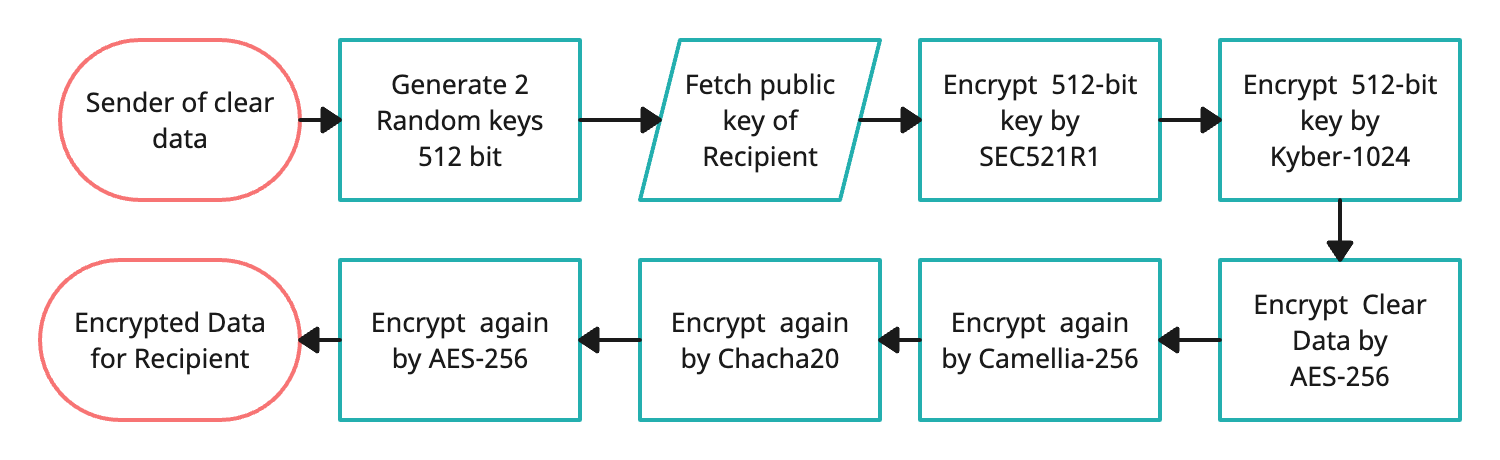 Sender of clear
data
Generate 2
Random keys
512 bit
Fetch public
key of
Recipient
Encrypt  512-bit
key by
SEC521R1
Encrypt  512-bit
key by
Kyber-1024
Encrypt  Clear
Data by
AES-256
Encrypt  again
by Camellia-256
Encrypt  again
by Chacha20
Encrypt  again
by AES-256
Encrypted Data
for Recipient